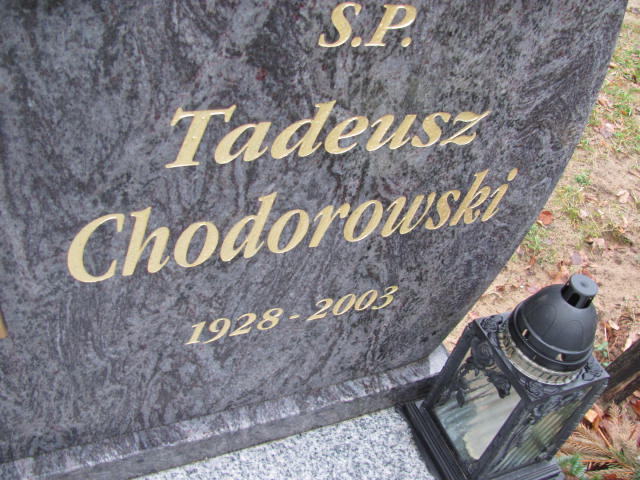 S.P.
Tadeusz
Chodorowski
1928 - 2003